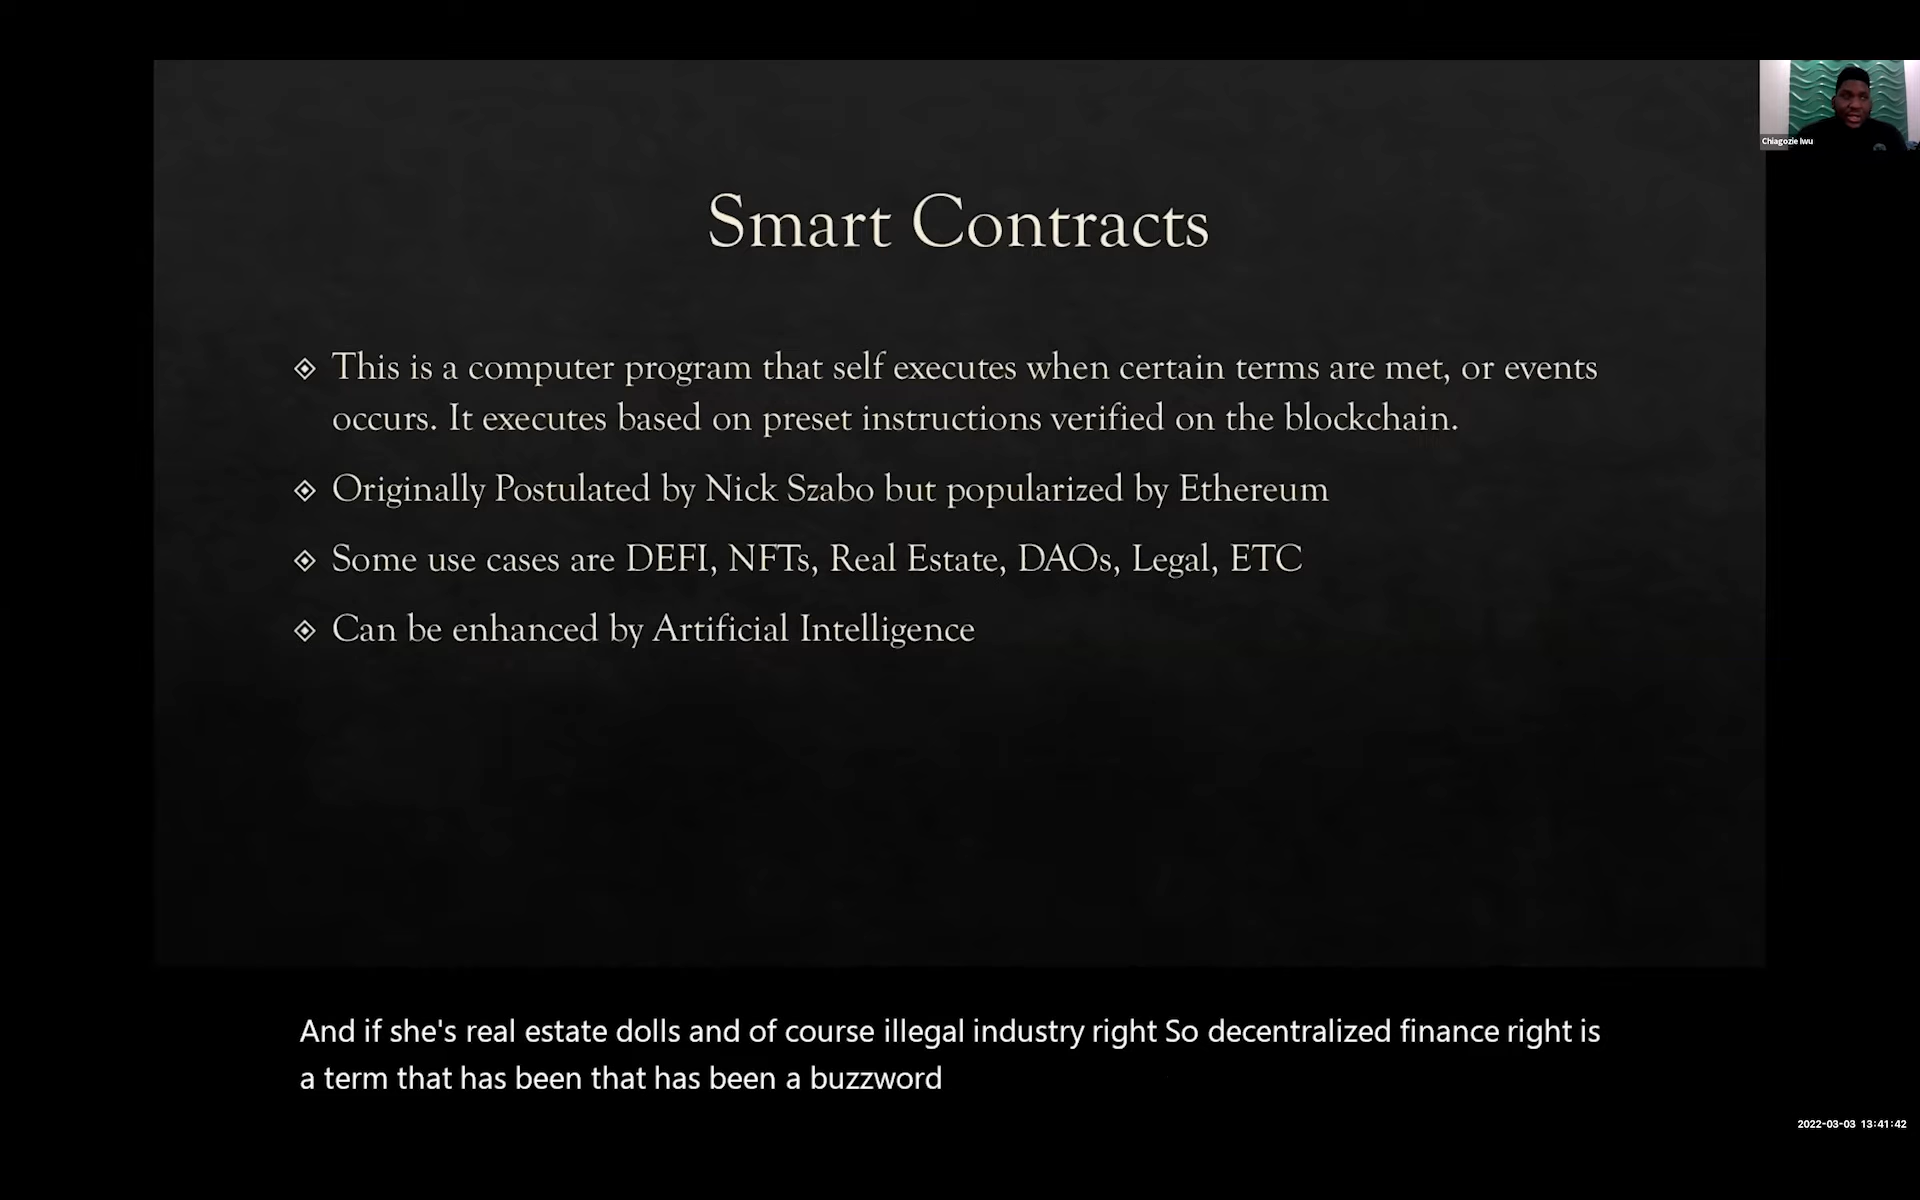 Chiagozie Iwu
Smart Contracts
This is a computer program that self executes when certain terms are met, or events
occurs. It executes based on preset instructions verified on the blockchain.
Originally Postulated by Nick Szabo but popularized by Ethereum
Some use cases are DEFI, NFTs, Real Estate, DAOs, Legal, ETC
Can be enhanced by Artificial Intelligence
And if she's real estate dolls and of course illegal industry right So decentralized finance right is
a term that has been that has been a buzzword
2022-03-03 13:41:42